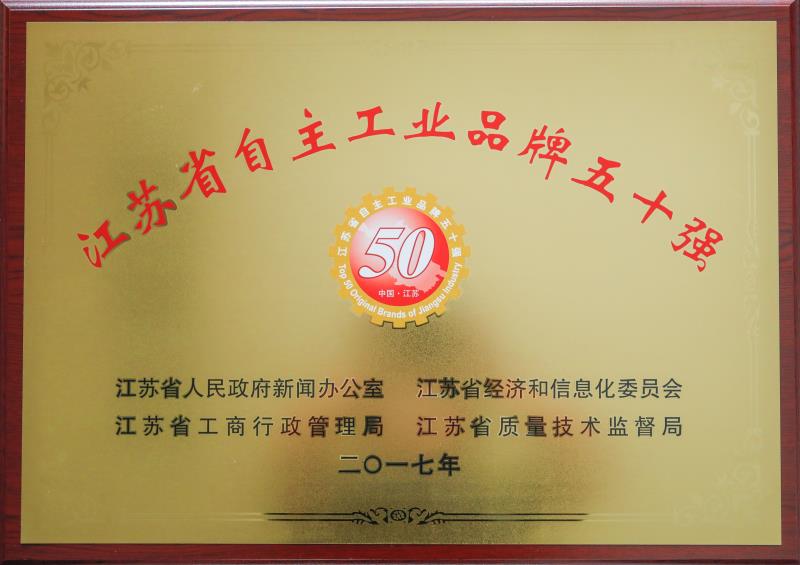 江苏省自主工业品牌五十强
江苏省自主工业品牌五十强
50
中国·江苏
Top 50 Original Brands of Jiangsu Industry
江苏省人民政府新闻办公室 江苏省经济和信息化委员会
江苏省工商行政管理局 江苏省质量技术监督局
二〇一七年